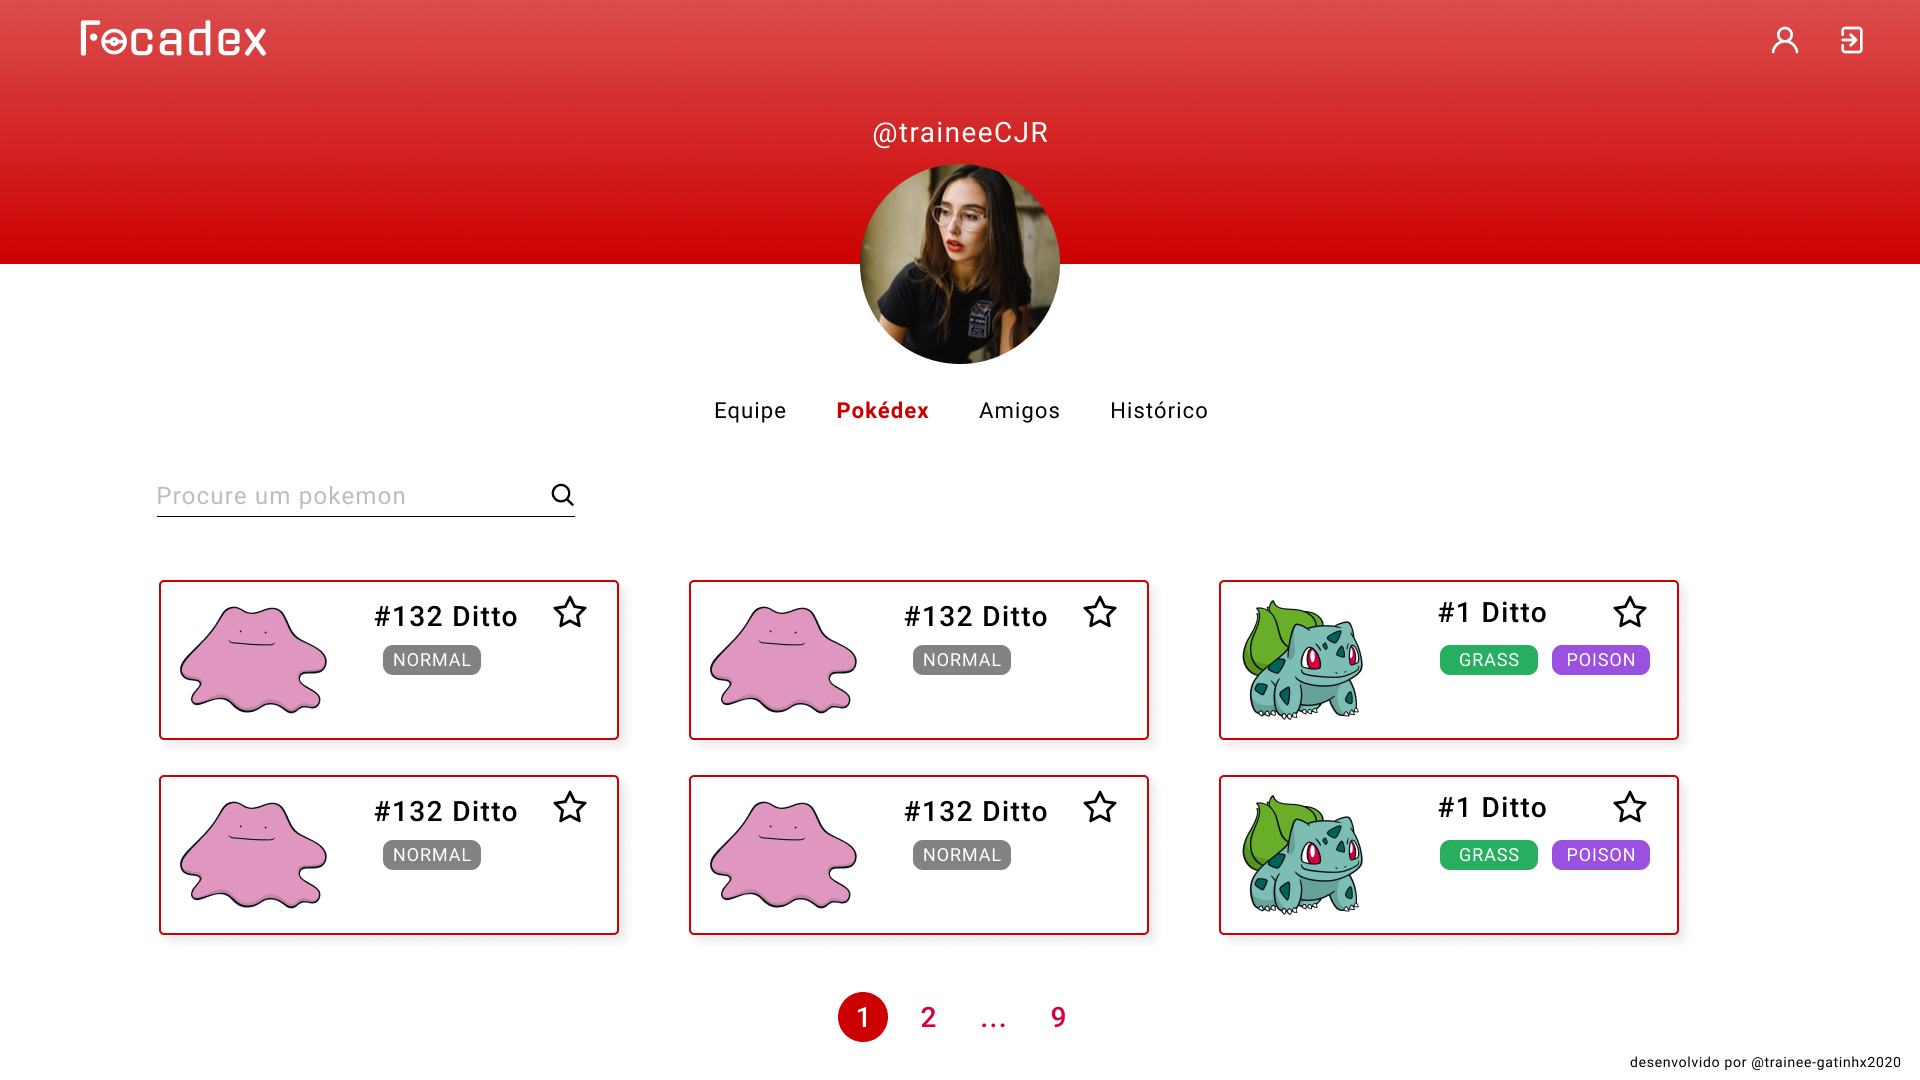 Focadex
@traineeCJR
Equipe Pokédex Amigos Histórico
Procure um pokemon
#132 Ditto
NORMAL
#132 Ditto
NORMAL
#1 Ditto
GRASS POISON
#132 Ditto
NORMAL
#132 Ditto
NORMAL
#1 Ditto
GRASS POISON
1 2 ... 9
desenvolvido por @trainee-gatinhx2020